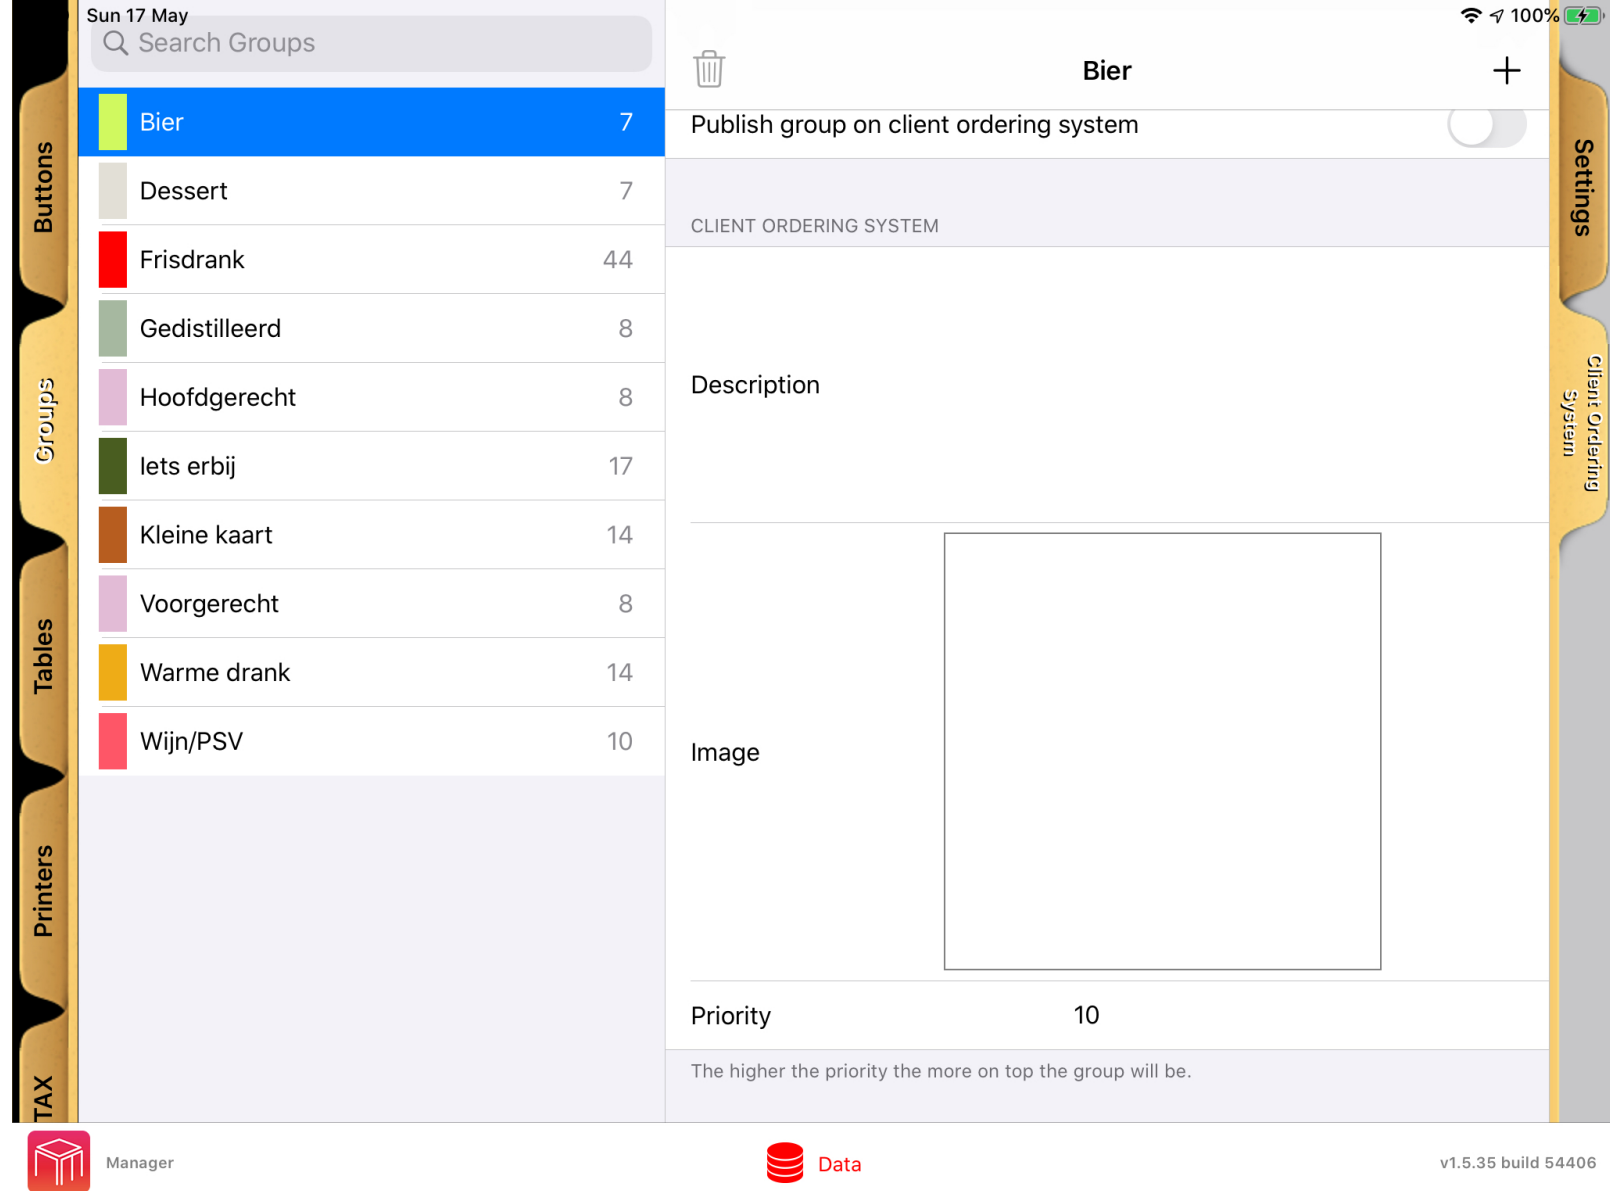 Sun 17 May
100%
Search Groups
Bier
Publish group on client ordering system
Bier 7
Dessert 7
Frisdrank 44
Gedistilleerd 8
Hoofdgerecht 8
Iets erbij 17
Kleine kaart 14
Voorgerecht 8
Warme drank 14
Wijn/PSV 10
CLIENT ORDERING SYSTEM
Description
Image
Priority 10
The higher the priority the more on top the group will be.
Buttons
Groups
Tables
Printers
TAX
Settings
Client Ordering
System
Manager
Data
v1.5.35 build 54406